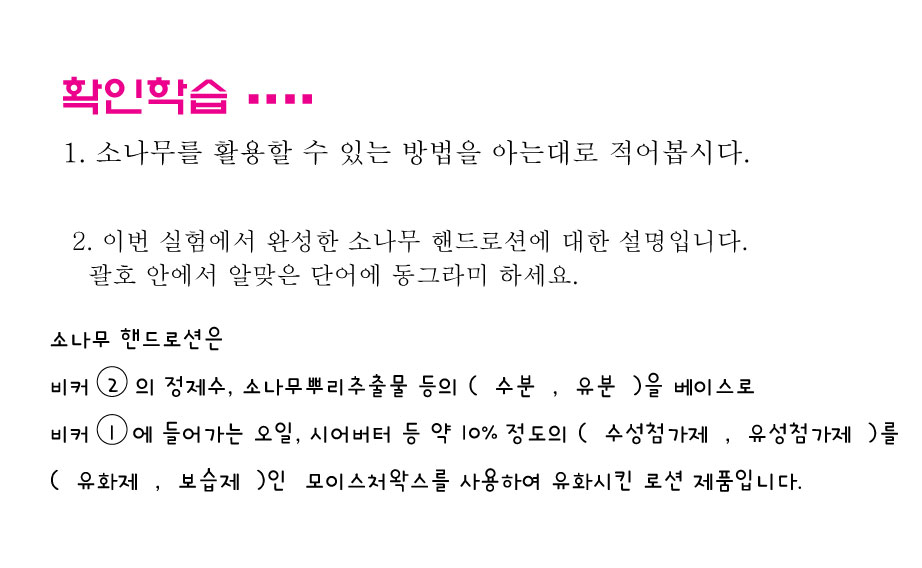 확인학습 ....
1. 소나무를 활용할 수 있는 방법을 아는대로 적어봅시다.
2. 이번 실험에서 완성한 소나무 핸드로션에 대한 설명입니다.
괄호 안에서 알맞은 단어에 동그라미 하세요.
소나무 핸드로션은
비커 ② 의 정제수, 소나무뿌리추출물 등의 ( 수분 , 유분 )을 베이스로
비커 ① 에 들어가는 오일, 시어버터 등 약 10% 정도의 ( 수성첨가제 , 유성첨가제 )를
( 유화제 , 보습제 )인 모이스처왁스를 사용하여 유화시킨 로션 제품입니다.